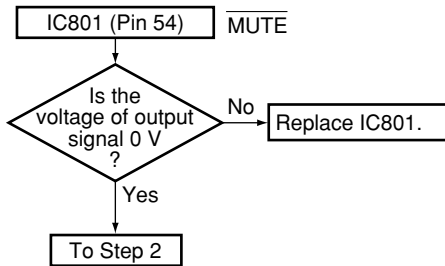 IC801 (Pin 54)
MUTE
Is the
voltage of output
signal 0 V
?
No
Replace IC801.
Yes
To Step 2